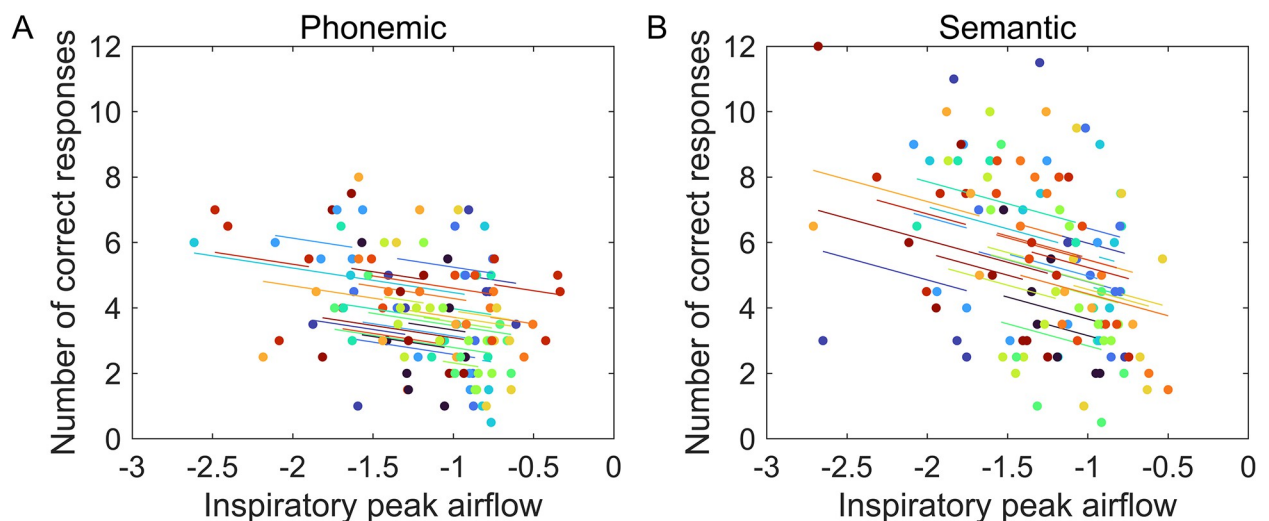 A
Phonemic
Number of correct responses
12
10
8
6
4
2
0
-3 -2.5 -2 -1.5 -1 -0.5 0
Inspiratory peak airflow
B
Semantic
Number of correct responses
12
10
8
6
4
2
0
-3 -2.5 -2 -1.5 -1 -0.5 0
Inspiratory peak airflow